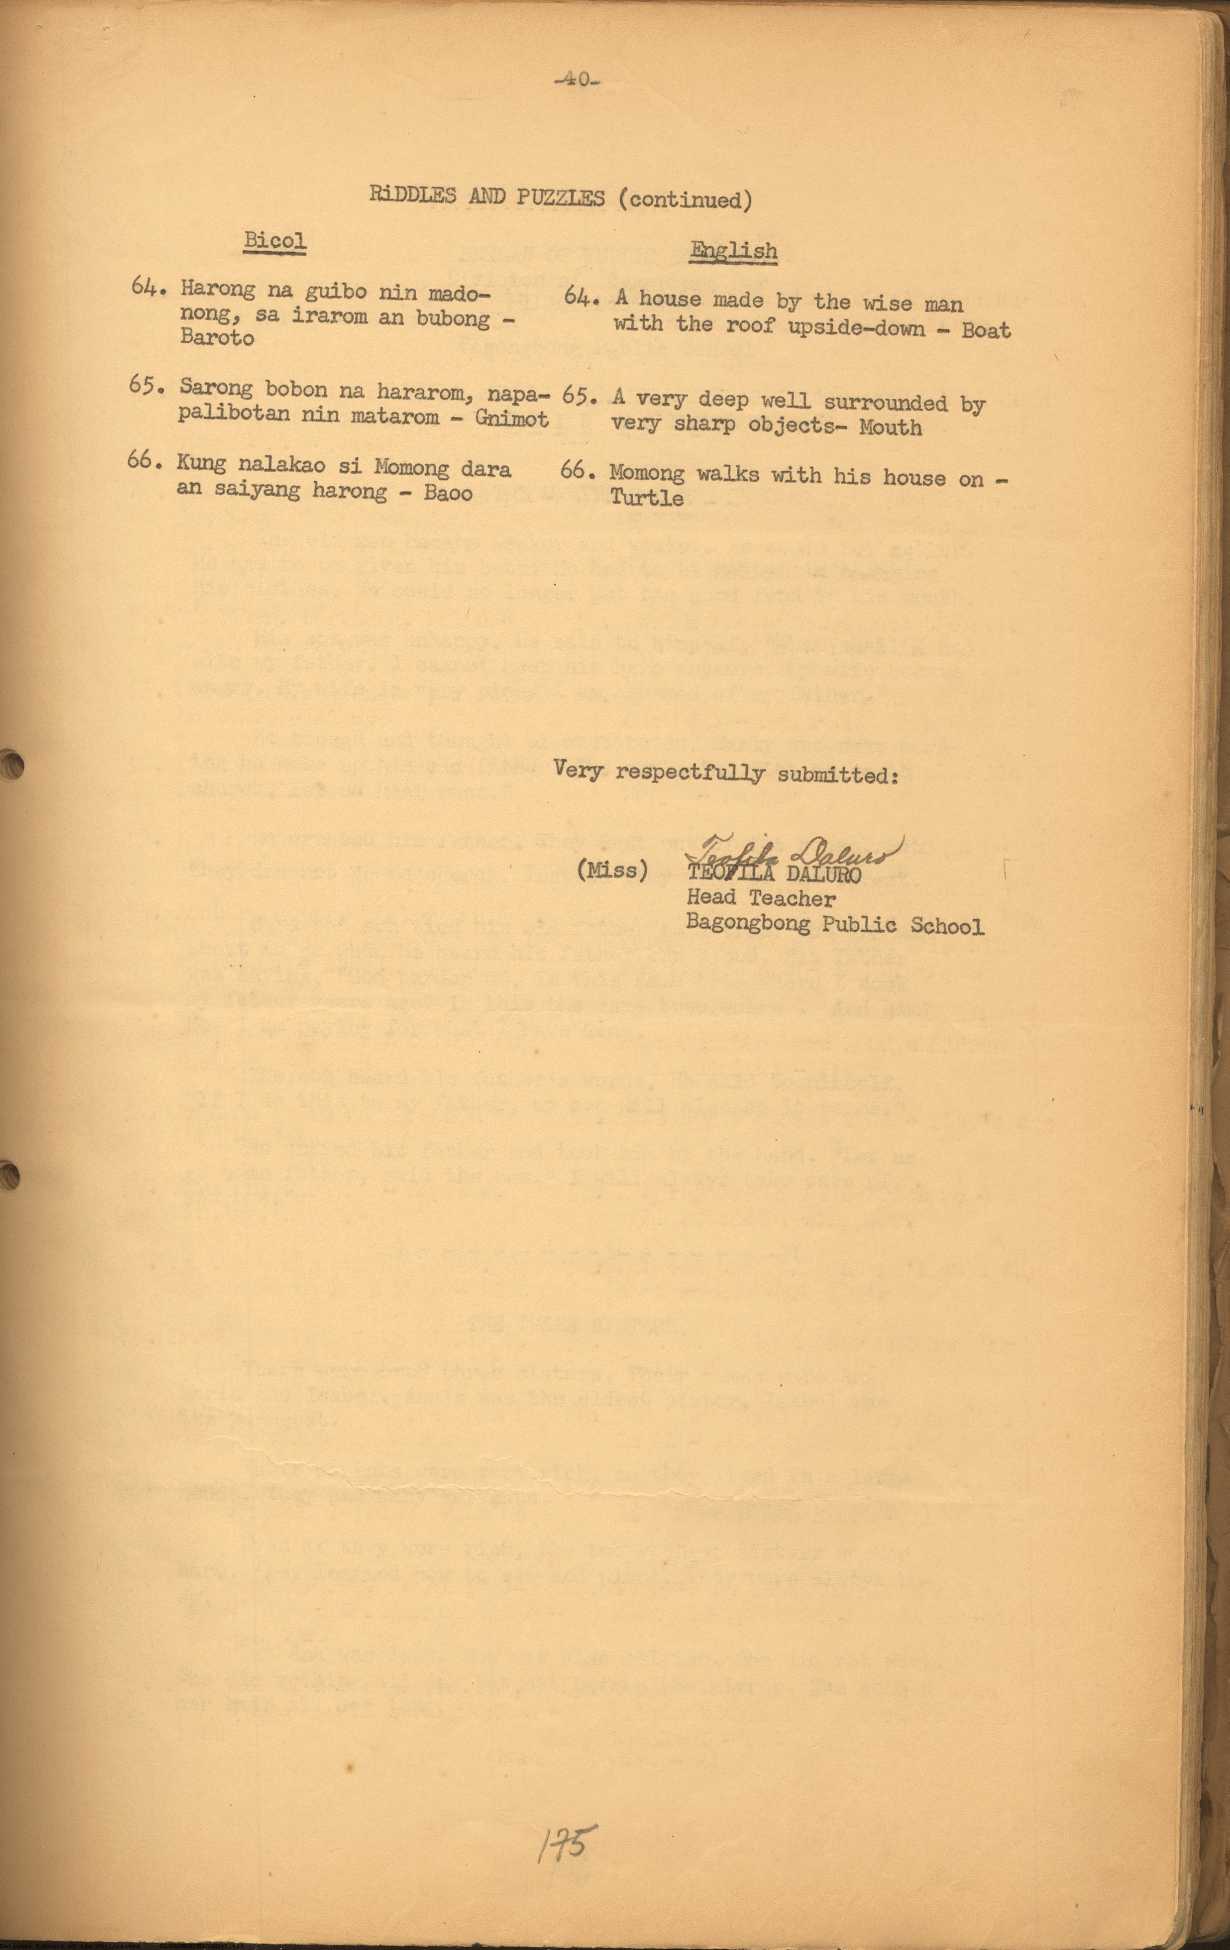 -40-
RiDDLES AND PUZZLES (continued)
Bicol
64. Harong na guibo nin mado-
nong, sa irarom an bubong -
Baroto
65. Sarong bobon na hararom, napa-
palibotan nin matarom - Gnimot
66. Kung nalakao si Momong dara
an saiyang harong - Baoo
English
64. A house made by the wise man
with the roof upside-down - Boat
65. A very deep well surrounded by
very sharp objects- Mouth
66. Momong walks with his house on -
Turtle
Very respectfully submitted:
Teofila Daluro
(Miss) TEOFILA DALURO
Head Teacher
Bagongbong Public School
175